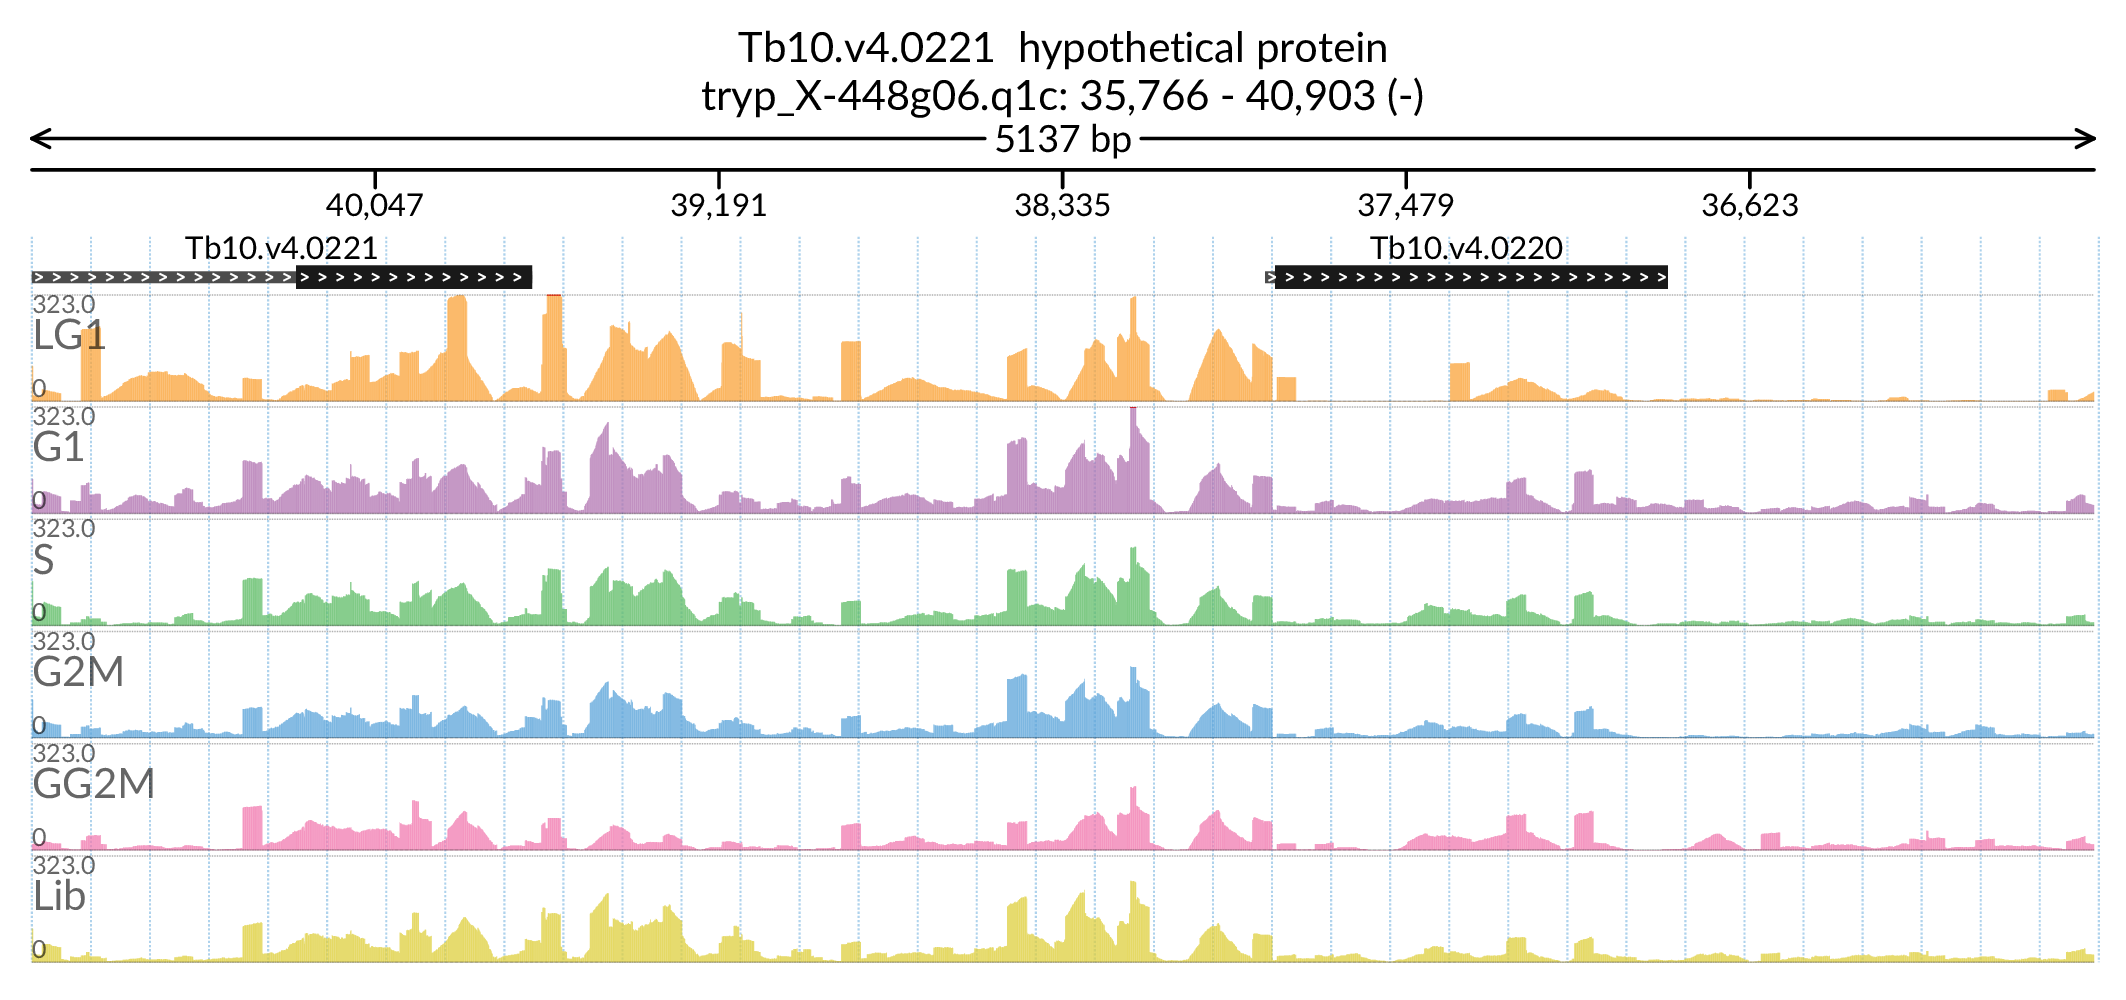 Tb10.v4.0221 hypothetical protein
tryp_X-448g06.q1c: 35,766 - 40,903 (-)
5137 bp
40,047 39,191 38,335 37,479 36,623
Tb10.v4.0221 Tb10.v4.0220
323.0
LG1
0
323.0
G1
0
323.0
S
0
323.0
G2M
0
323.0
GG2M
0
323.0
Lib
0